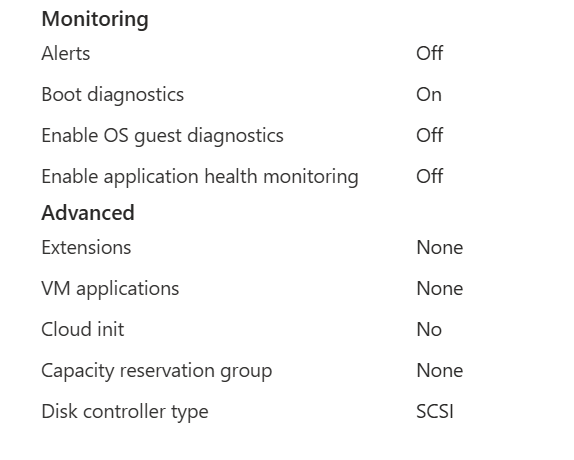 Monitoring
Alerts Off
Boot diagnostics On
Enable OS guest diagnostics Off
Enable application health monitoring Off
Advanced
Extensions None
VM applications None
Cloud init No
Capacity reservation group None
Disk controller type SCSI